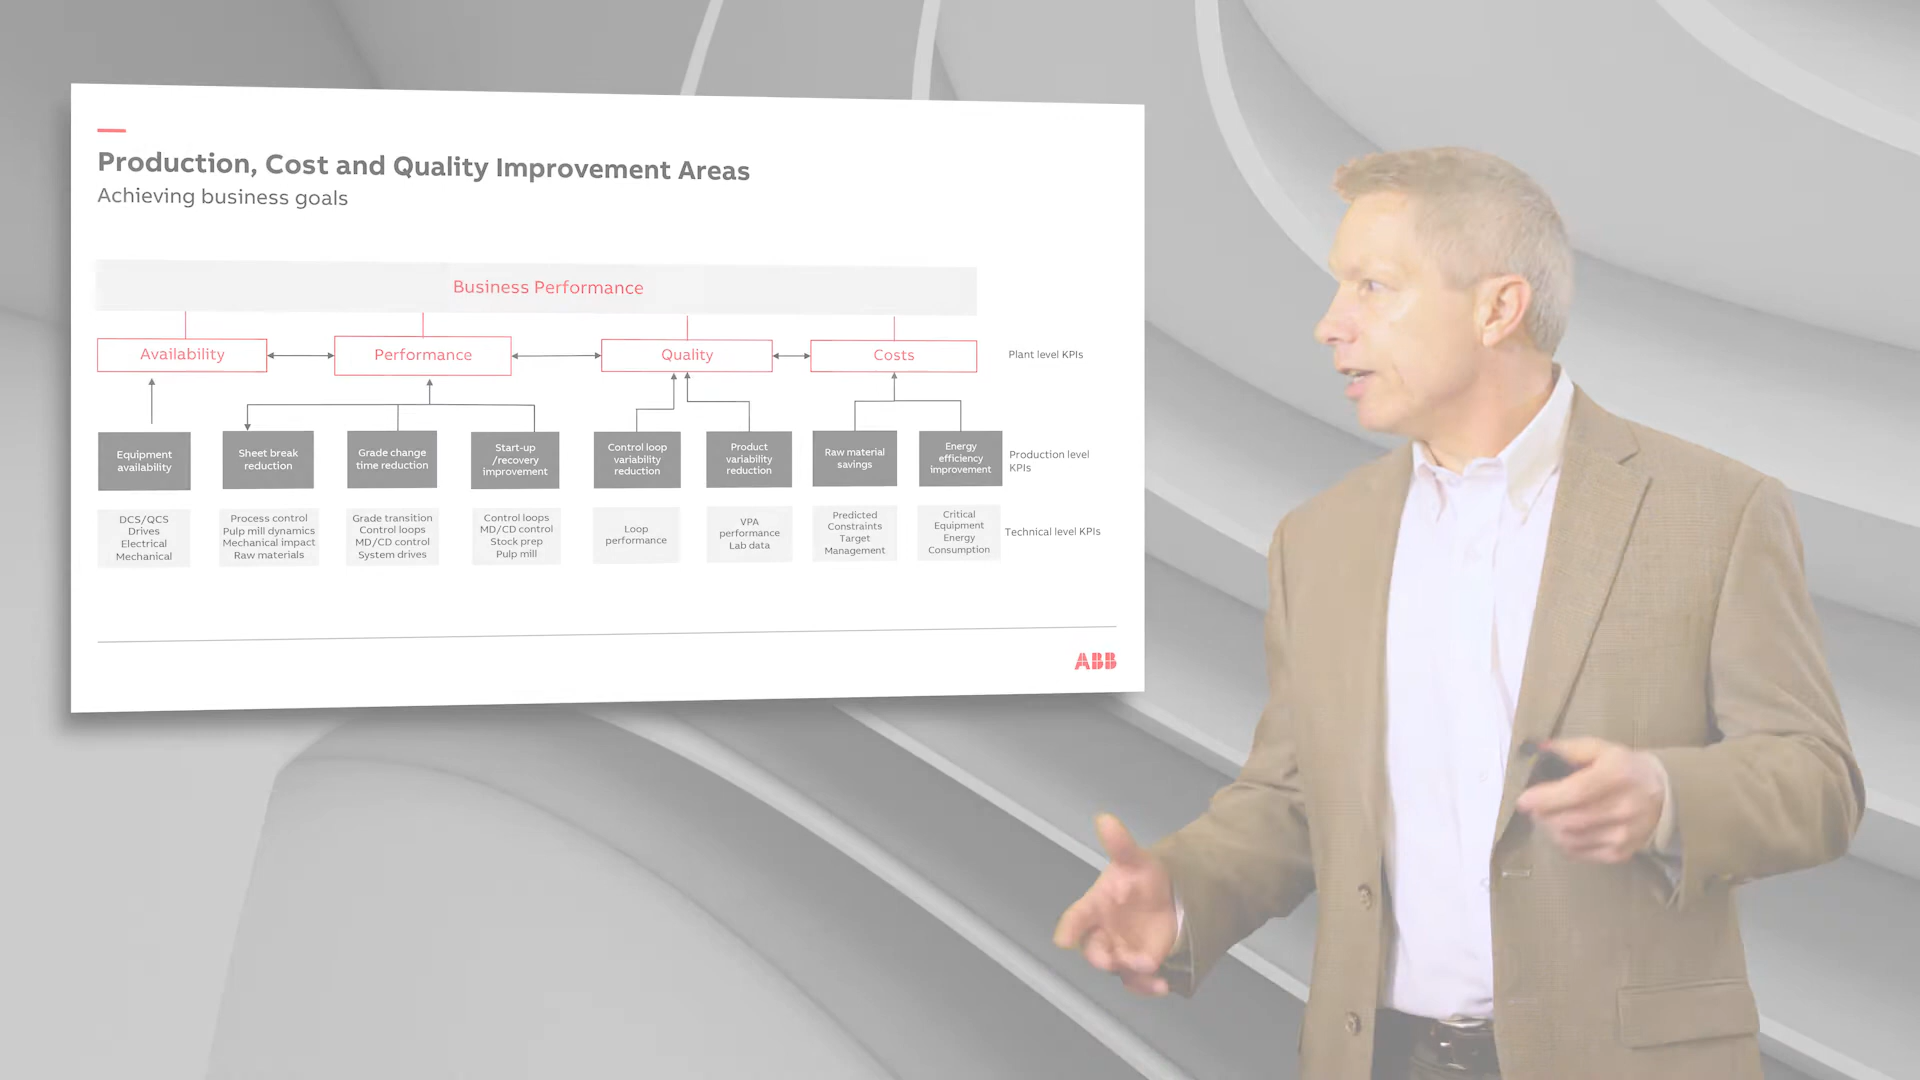 Production, Cost and Quality Improvement Areas
Achieving business goals
Business Performance
Availability
Performance
Quality
Costs
Plant level KPIs
Equipment
availability
Sheet break
reduction
Grade change
time reduction
Start-up
/recovery
improvement
Control loop
variability
reduction
Product
variability
reduction
Raw material
savings
Energy
efficiency
improvement
Production level
KPIs
DCS/QCS
Drives
Electrical
Mechanical
Process control
Pulp mill dynamics
Mechanical impact
Raw materials
Grade transition
Control loops
MD/CD control
System drives
Control loops
MD/CD control
Stock prep
Pulp mill
Loop
performance
VPA
performance
Lab data
Predicted
Constraints
Target
Management
Critical
Equipment
Energy
Consumption
Technical level KPIs
ABB